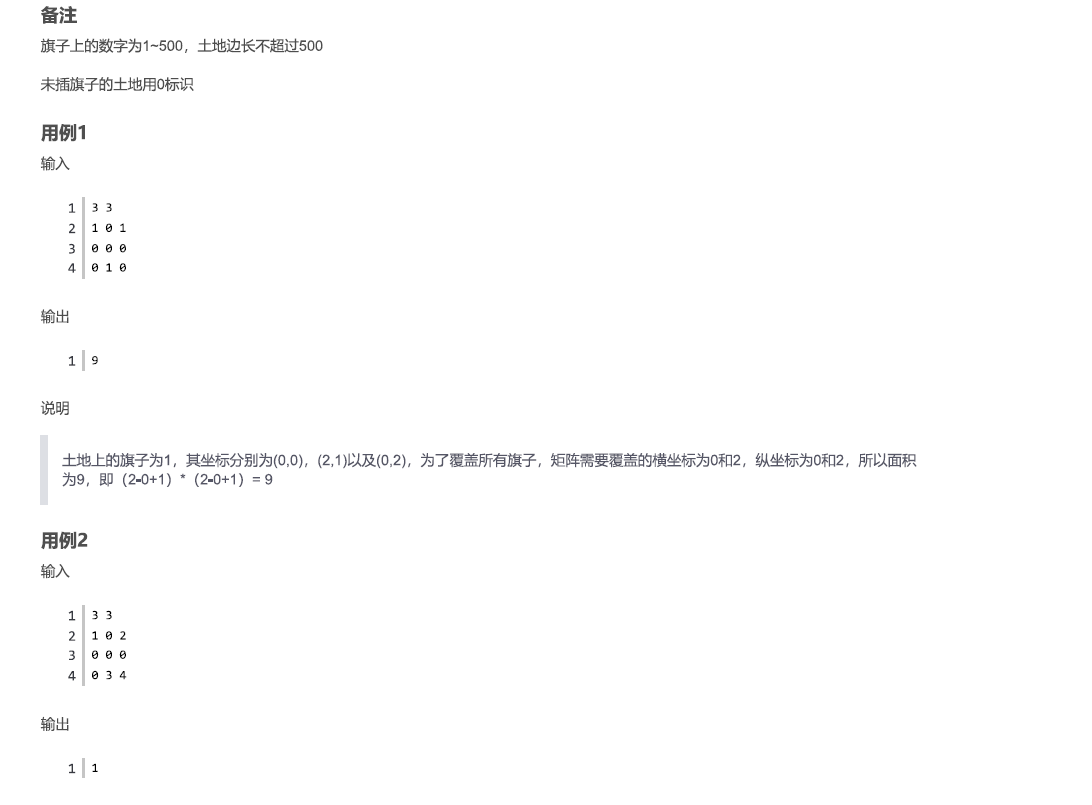 备注
旗子上的数字为1~500，土地边长不超过500
未插旗子的土地用0标识
用例1
输入
1 3 3
2 1 0 1
3 0 0 0
4 0 1 0
输出
1 9
说明
土地上的旗子为1，其坐标分别为(0,0)，(2,1)以及(0,2)，为了覆盖所有旗子，矩阵需要覆盖的横坐标为0和2，纵坐标为0和2，所以面积
为9，即（2-0+1）*（2-0+1）= 9
用例2
输入
1 3 3
2 1 0 2
3 0 0 0
4 0 3 4
输出
1 1